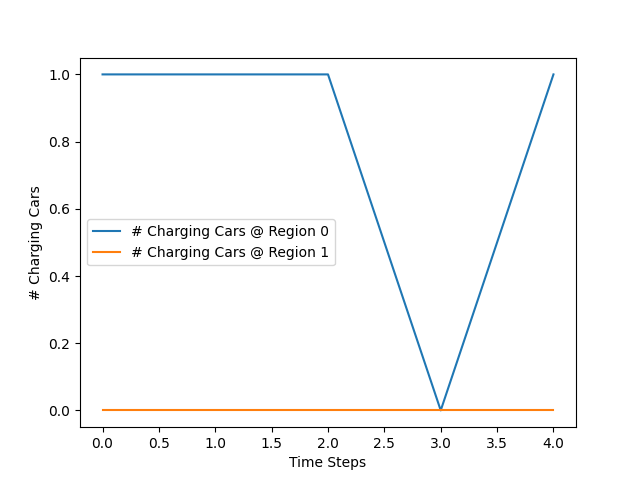 1.0
0.8
0.6
0.4
0.2
0.0
# Charging Cars
# Charging Cars @ Region 0
# Charging Cars @ Region 1
0.0 0.5 1.0 1.5 2.0 2.5 3.0 3.5 4.0
Time Steps